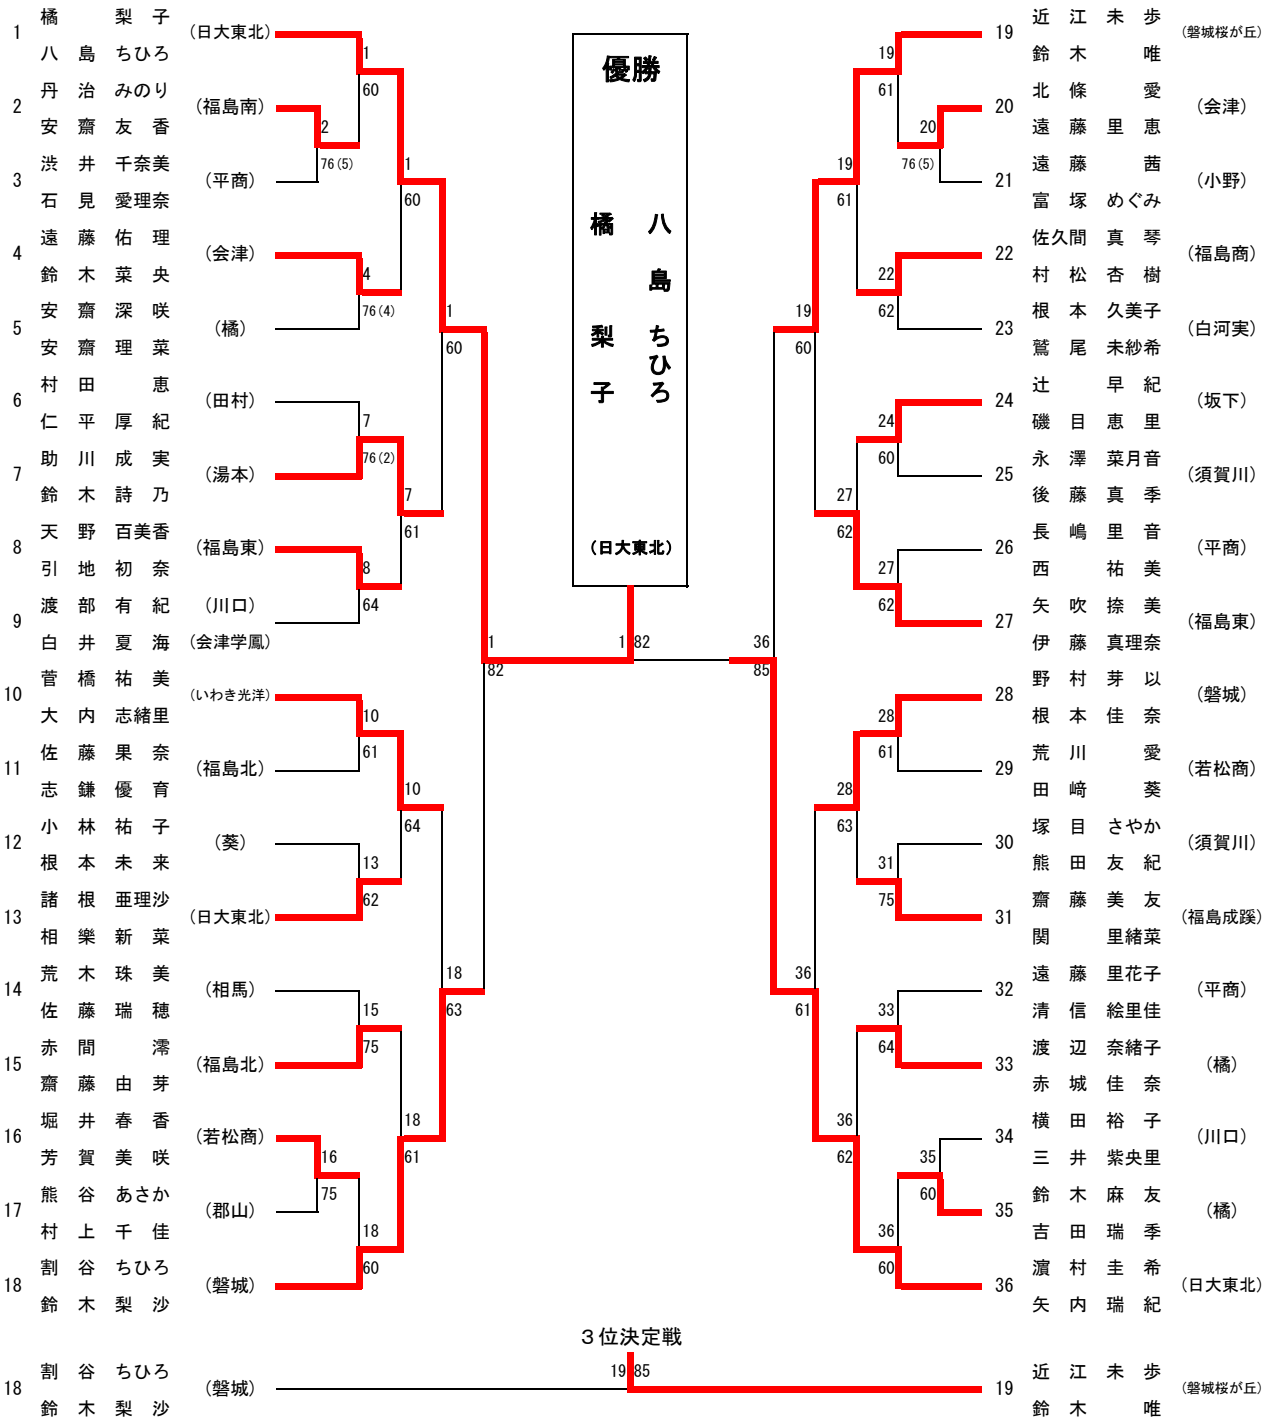 1 橘 梨子 (日大東北)
八島 ちひろ
2 丹治 みのり (福島南)
安齋 友香
3 渋井 千奈美 (平商)
石見 愛理奈
4 遠藤 佑理 (会津)
鈴木 菜央
5 安齋 深咲 (橘)
安齋 理菜
6 村田 恵 (田村)
仁平 厚紀
7 助川 成実 (湯本)
鈴木 詩乃
8 天野 百美香 (福島東)
引地 初奈
9 渡部 有紀 (川口)
白井 夏海 (会津学鳳)
10 菅橋 祐美 (いわき光洋)
大内 志緒里
11 佐藤 果奈 (福島北)
志鎌 優育
12 小林 祐子 (葵)
根本 未来
13 諸根 亜理沙 (日大東北)
相樂 新菜
14 荒木 珠美 (相馬)
佐藤 瑞穂
15 赤間 澪 (福島北)
齋藤 由芽
16 堀井 春香 (若松商)
芳賀 美咲
17 熊谷 あさか (郡山)
村上 千佳
18 割谷 ちひろ (磐城)
鈴木 梨沙
1
60
2
76(5)
1
60
4
76(4)
1
60
7
76(2)
7
61
8
64
1
82
10
61
10
64
13
62
18
63
15
75
18
61
16
75
18
60
優勝
橘 梨子
八島 ちひろ
(日大東北)
1 82
19
61
20
76(5)
19
61
22
62
19
60
24
60
27
62
27
62
36
85
28
61
28
63
31
75
36
61
33
64
36
62
35
60
36
60
19 近江 未歩 (磐城桜が丘)
鈴木 唯
20 北條 愛 (会津)
遠藤 里恵
21 遠藤 茜 (小野)
富塚 めぐみ
22 佐久間 真琴 (福島商)
村松 杏樹
23 根本 久美子 (白河実)
鷲尾 未紗希
24 辻 早紀 (坂下)
磯目 恵里
25 永澤 菜月音 (須賀川)
後藤 真季
26 長嶋 里音 (平商)
西 祐美
27 矢吹 捺美 (福島東)
伊藤 真理奈
28 野村 芽以 (磐城)
根本 佳奈
29 荒川 愛 (若松商)
田﨑 葵
30 塚目 さやか (須賀川)
熊田 友紀
31 齋藤 美友 (福島成蹊)
関 里緒菜
32 遠藤 里花子 (平商)
清信 絵里佳
33 渡辺 奈緒子 (橘)
赤城 佳奈
34 横田 裕子 (川口)
三井 紫央里
35 鈴木 麻友 (橘)
吉田 瑞季
36 濵村 圭希 (日大東北)
矢内 瑞紀
３位決定戦
18 割谷 ちひろ (磐城)
鈴木 梨沙
19 85
19 近江 未歩 (磐城桜が丘)
鈴木 唯